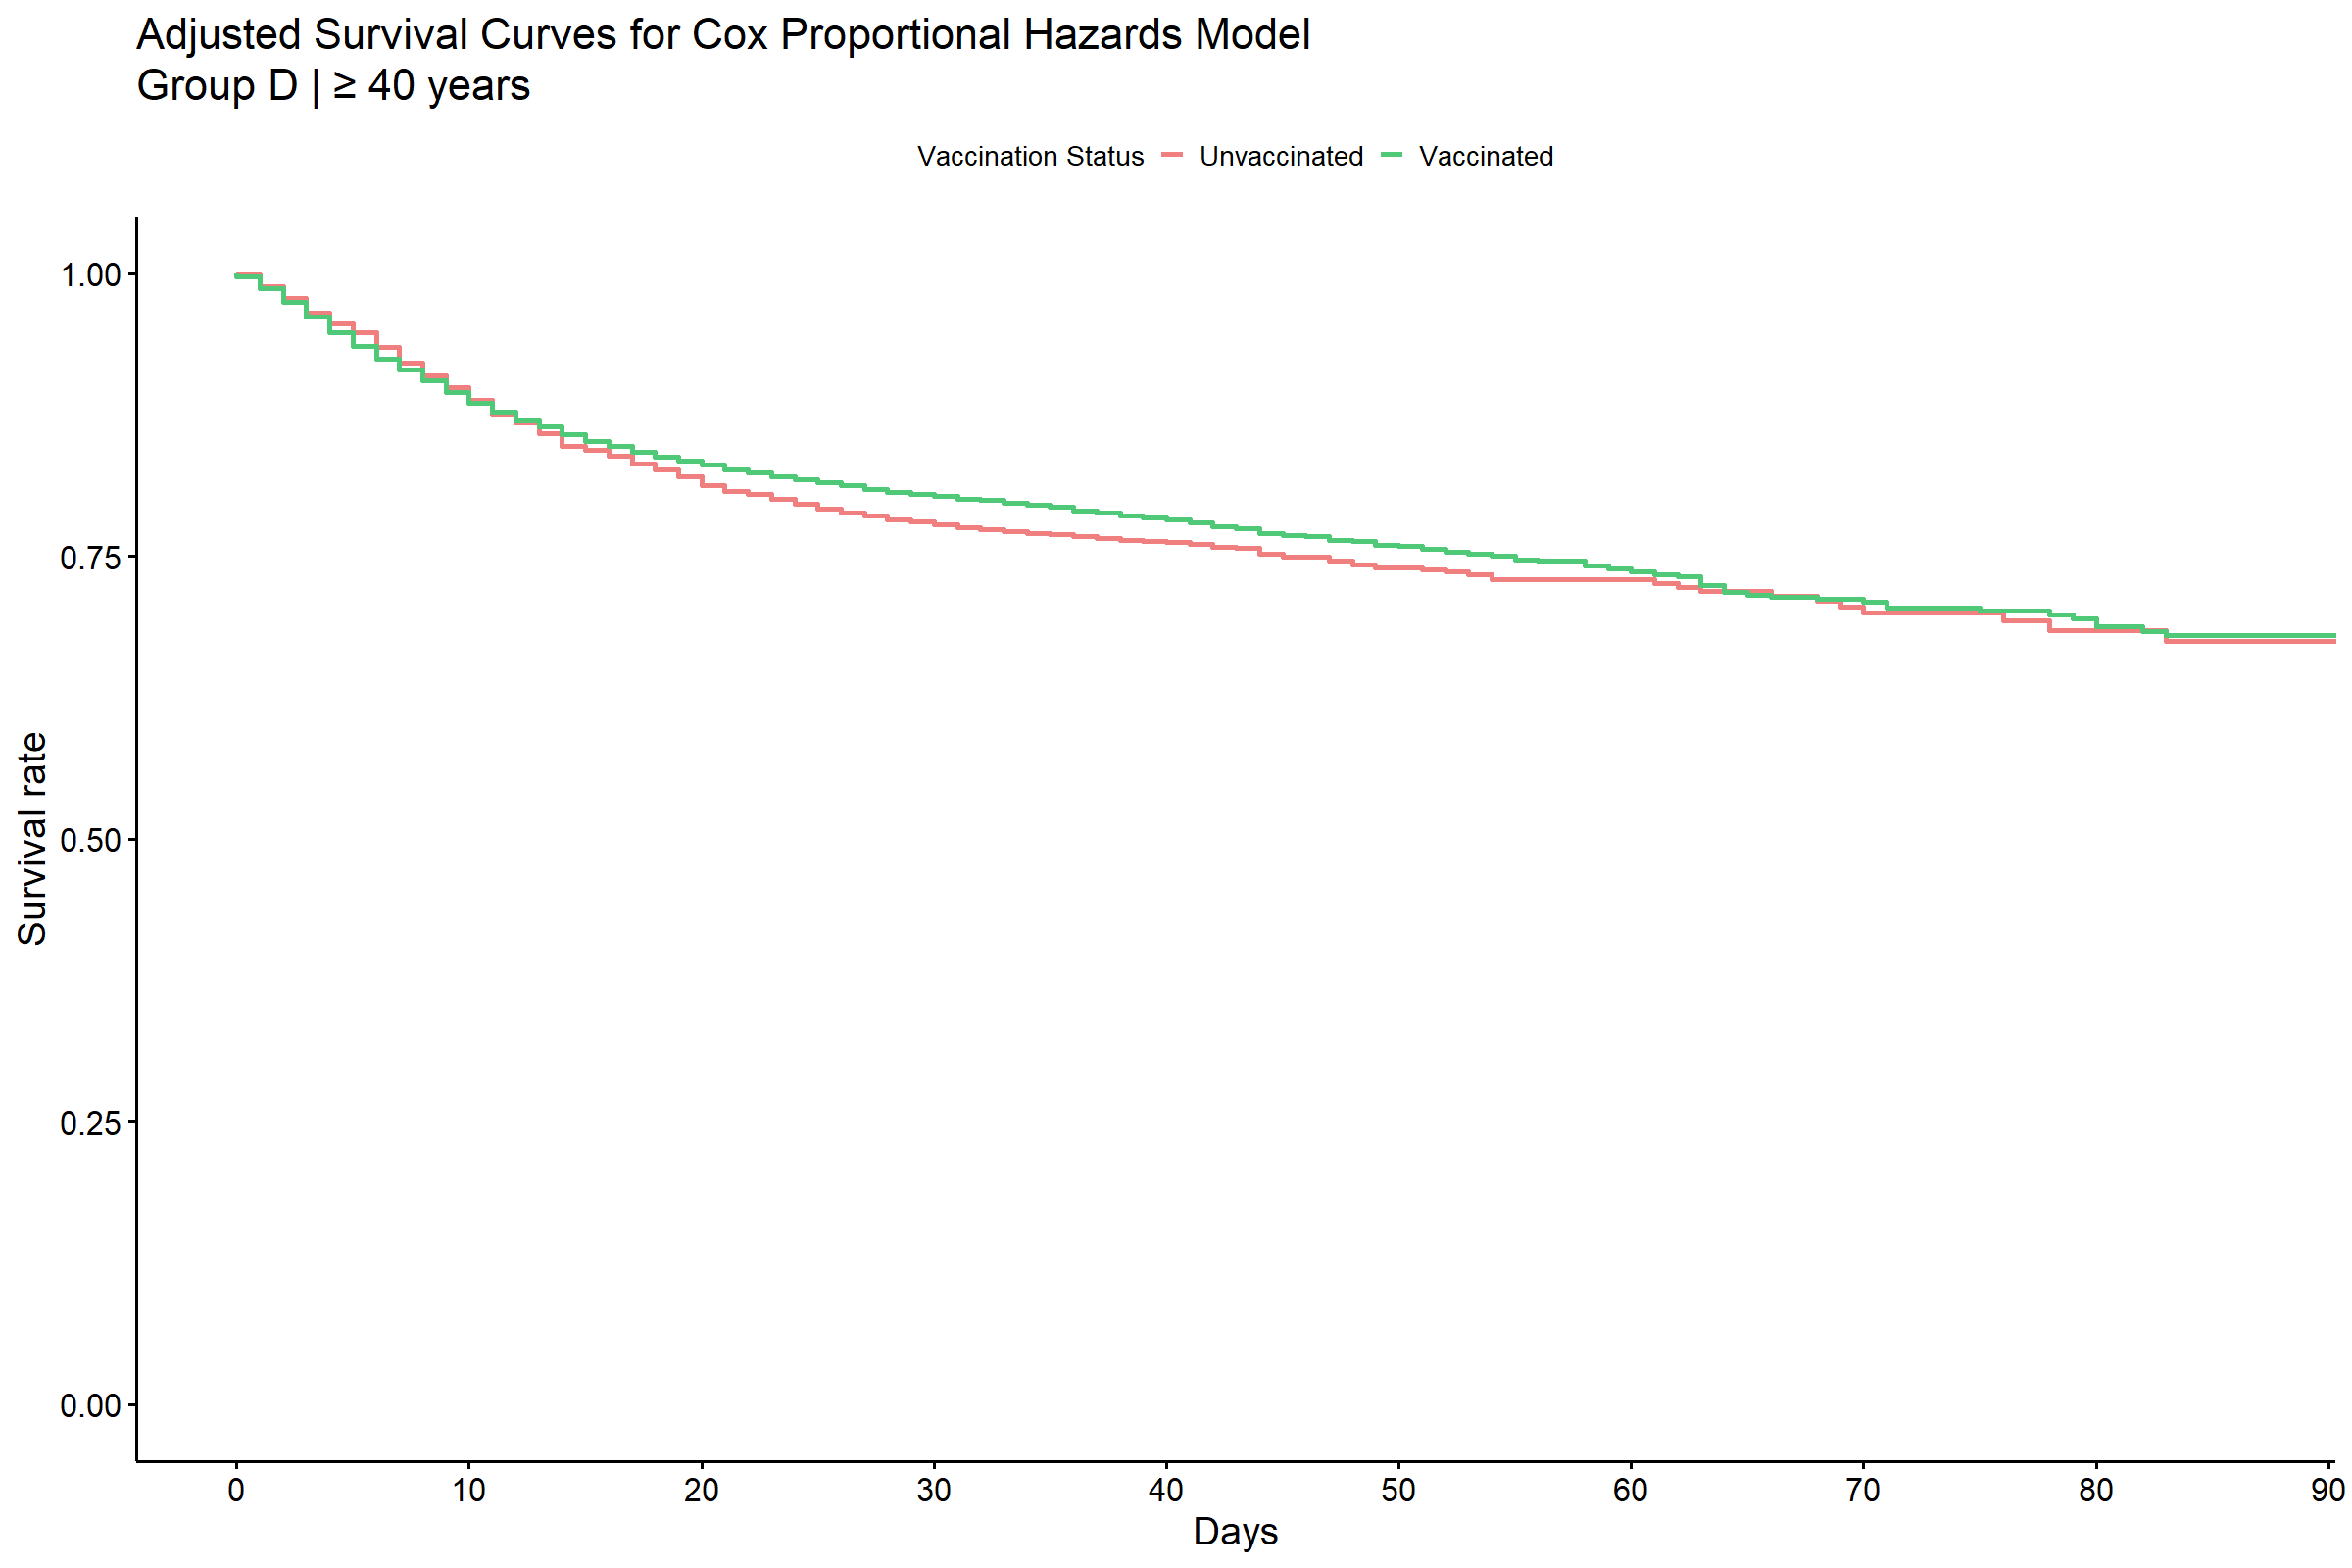 Adjusted Survival Curves for Cox Proportional Hazards Model
Group D | ≥ 40 years
Vaccination Status Unvaccinated Vaccinated
1.00
0.75
0.50
0.25
0.00
Survival rate
0 10 20 30 40 50 60 70 80 90
Days